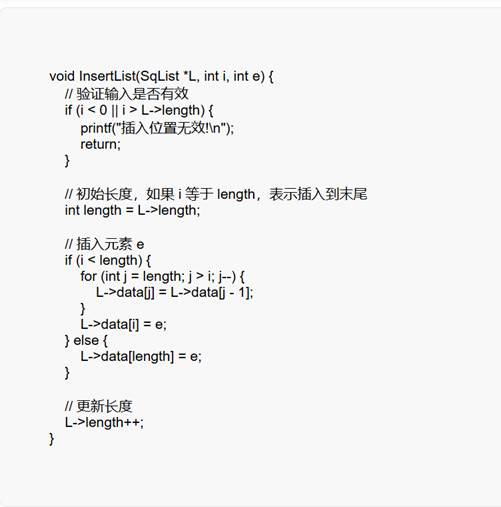 void InsertList(SqList *L, int i, int e) {
    // 验证输入是否有效
    if (i < 0 || i > L->length) {
        printf("插入位置无效!\n");
        return;
    }

    // 初始长度，如果 i 等于 length，表示插入到末尾
    int length = L->length;

    // 插入元素 e
    if (i < length) {
        for (int j = length; j > i; j--) {
            L->data[j] = L->data[j - 1];
        }
        L->data[i] = e;
    } else {
        L->data[length] = e;
    }

    // 更新长度
    L->length++;
}